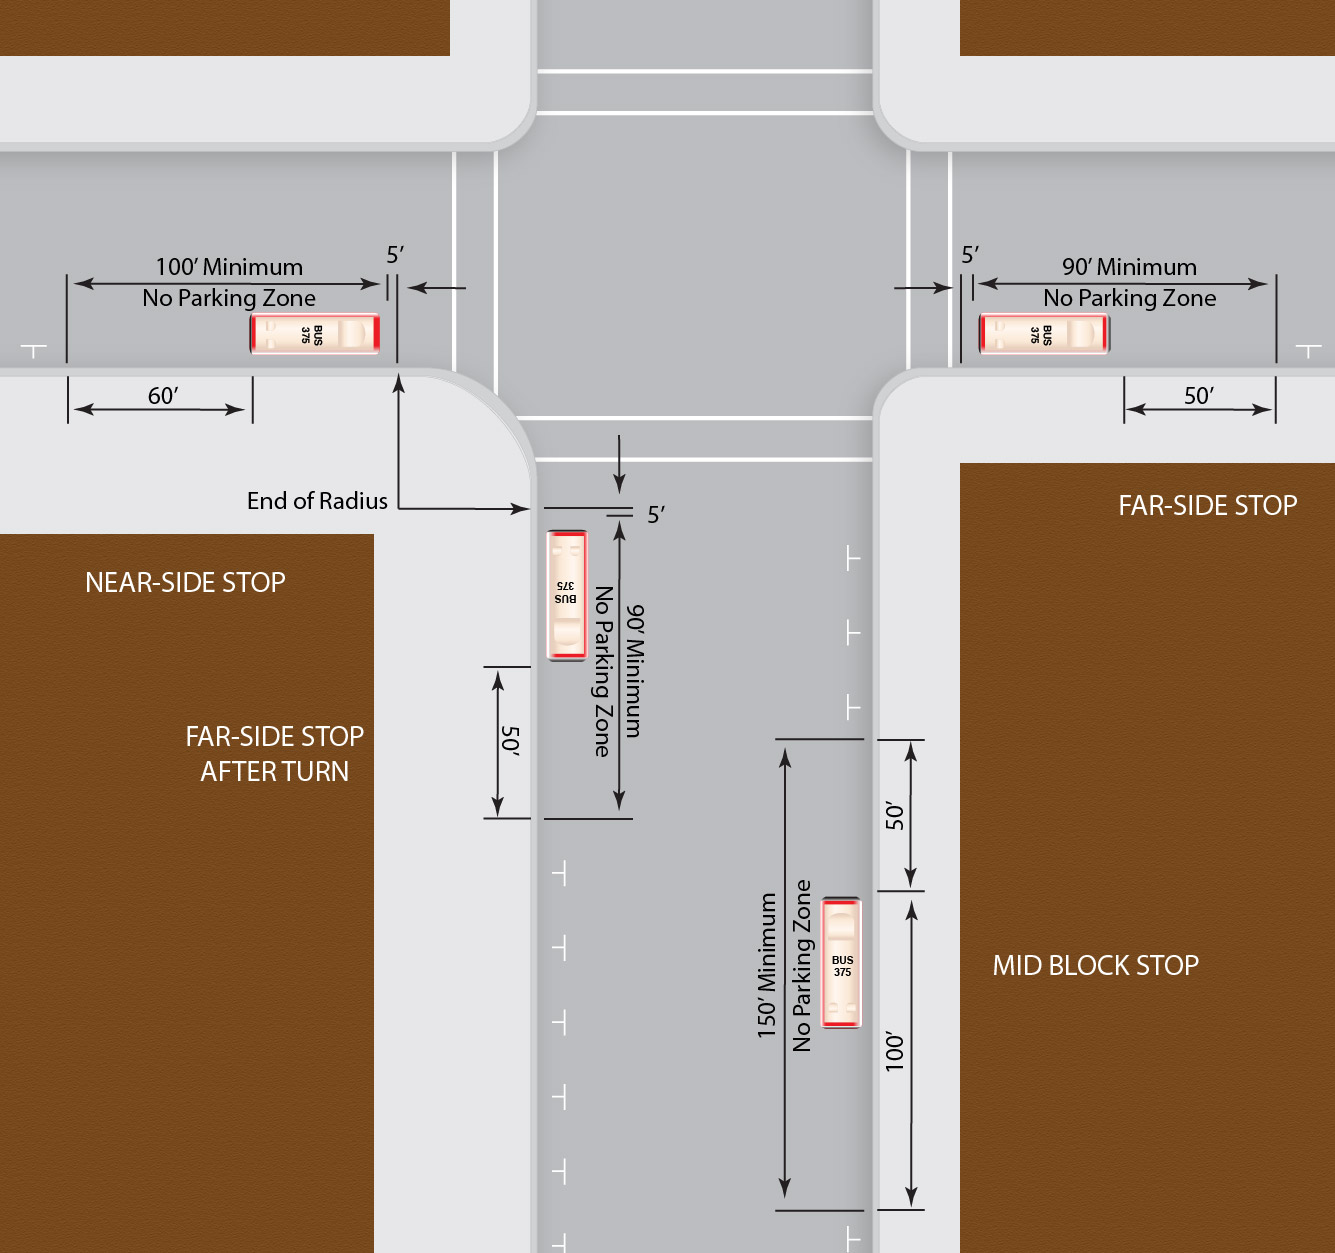 5’
5’
100’ Minimum
No Parking Zone
90’ Minimum
No Parking Zone
BUS
375
BUS
375
60’
50’
End of Radius
FAR-SIDE STOP
5’
NEAR-SIDE STOP
BUS
375
90’ Minimum
No Parking Zone
50’
FAR-SIDE STOP
AFTER TURN
50’
150’ Minimum
No Parking Zone
BUS
375
MID BLOCK STOP
100’